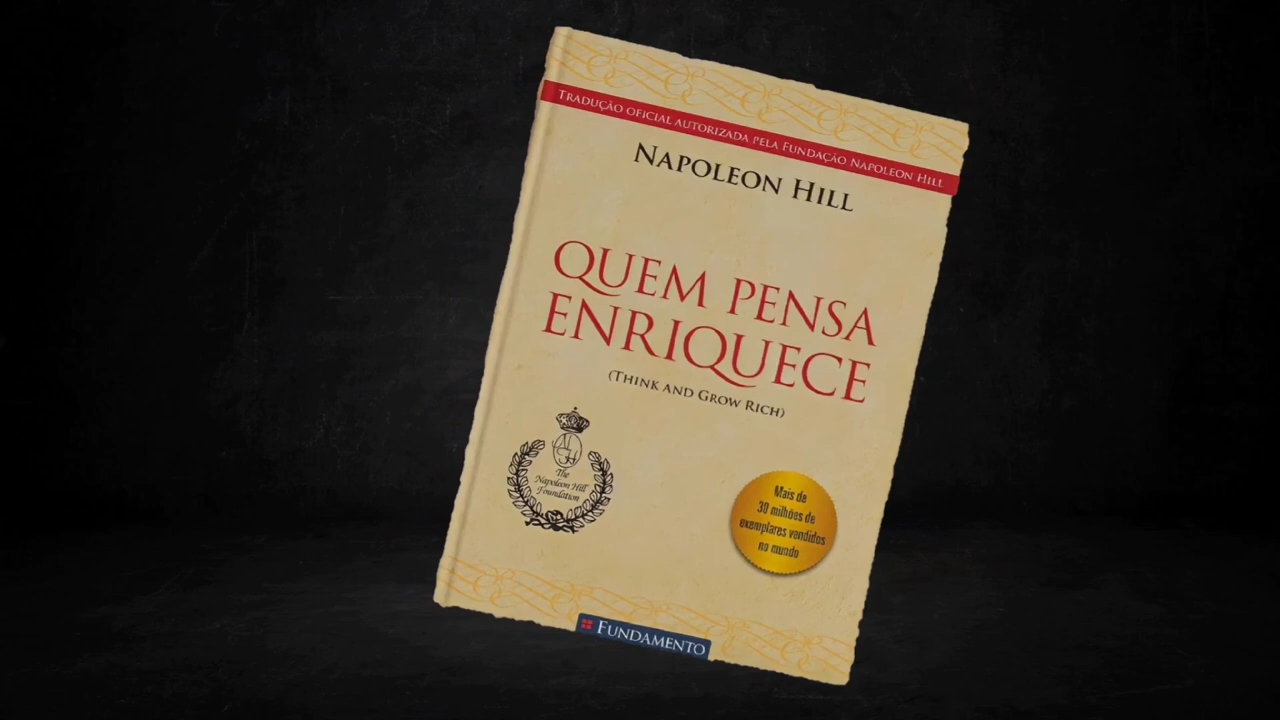 TRADUÇÃO OFICIAL AUTORIZADA PELA FUNDAÇÃO NAPOLEON HILL
NAPOLEON HILL
QUEM PENSA
ENRIQUECE
(THINK AND GROW RICH)
NH
The
Napoleon Hill
Foundation
Mais de
30 milhões de
exemplares vendidos
no mundo
FUNDAMENTO